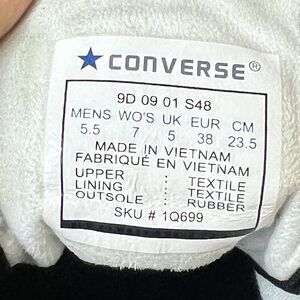 ★ CONVERSE®
9D 09 01 S48
MENS WO'S UK EUR CM
5.5 7 5 38 23.5
MADE IN VIETNAM
FABRIQUÉ EN VIETNAM
UPPER : TEXTILE
LINING : TEXTILE
OUTSOLE : RUBBER
SKU # 1Q699